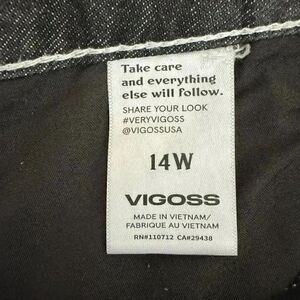 Take care
and everything
else will follow.
SHARE YOUR LOOK
#VERYVIGOSS
@VIGOSSUSA
14W
VIGOSS
MADE IN VIETNAM/
FABRIQUE AU VIETNAM
RN#110712 CA#29438